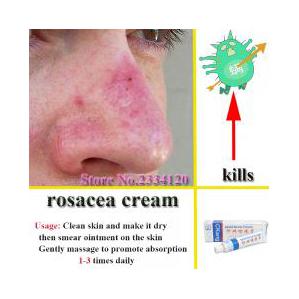 Store No.2334120
rosacea cream
kills
Usage: Clean skin and make it dry
then smear ointment on the skin
Gently massage to promote absorption
1-3 times daily